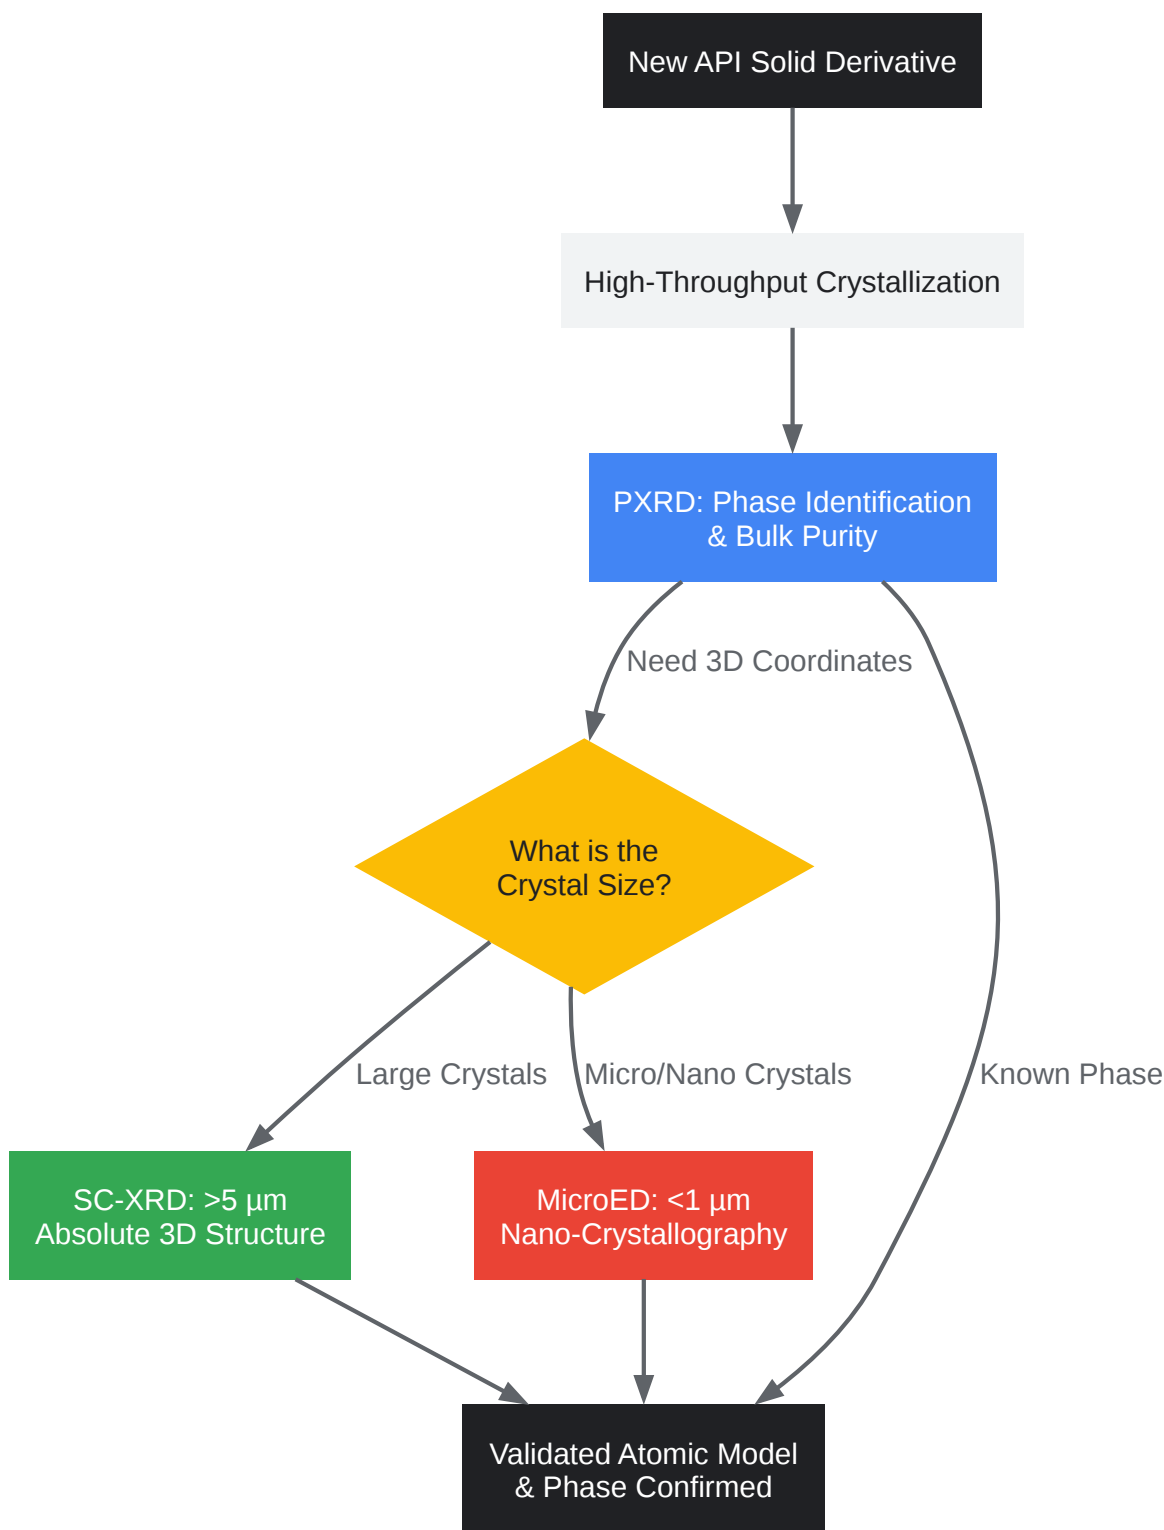 New API Solid Derivative
High-Throughput Crystallization
PXRD: Phase Identification
& Bulk Purity
Need 3D Coordinates
What is the
Crystal Size?
Large Crystals
Micro/Nano Crystals
Known Phase
SC-XRD: >5 µm
Absolute 3D Structure
MicroED: <1 µm
Nano-Crystallography
Validated Atomic Model
& Phase Confirmed